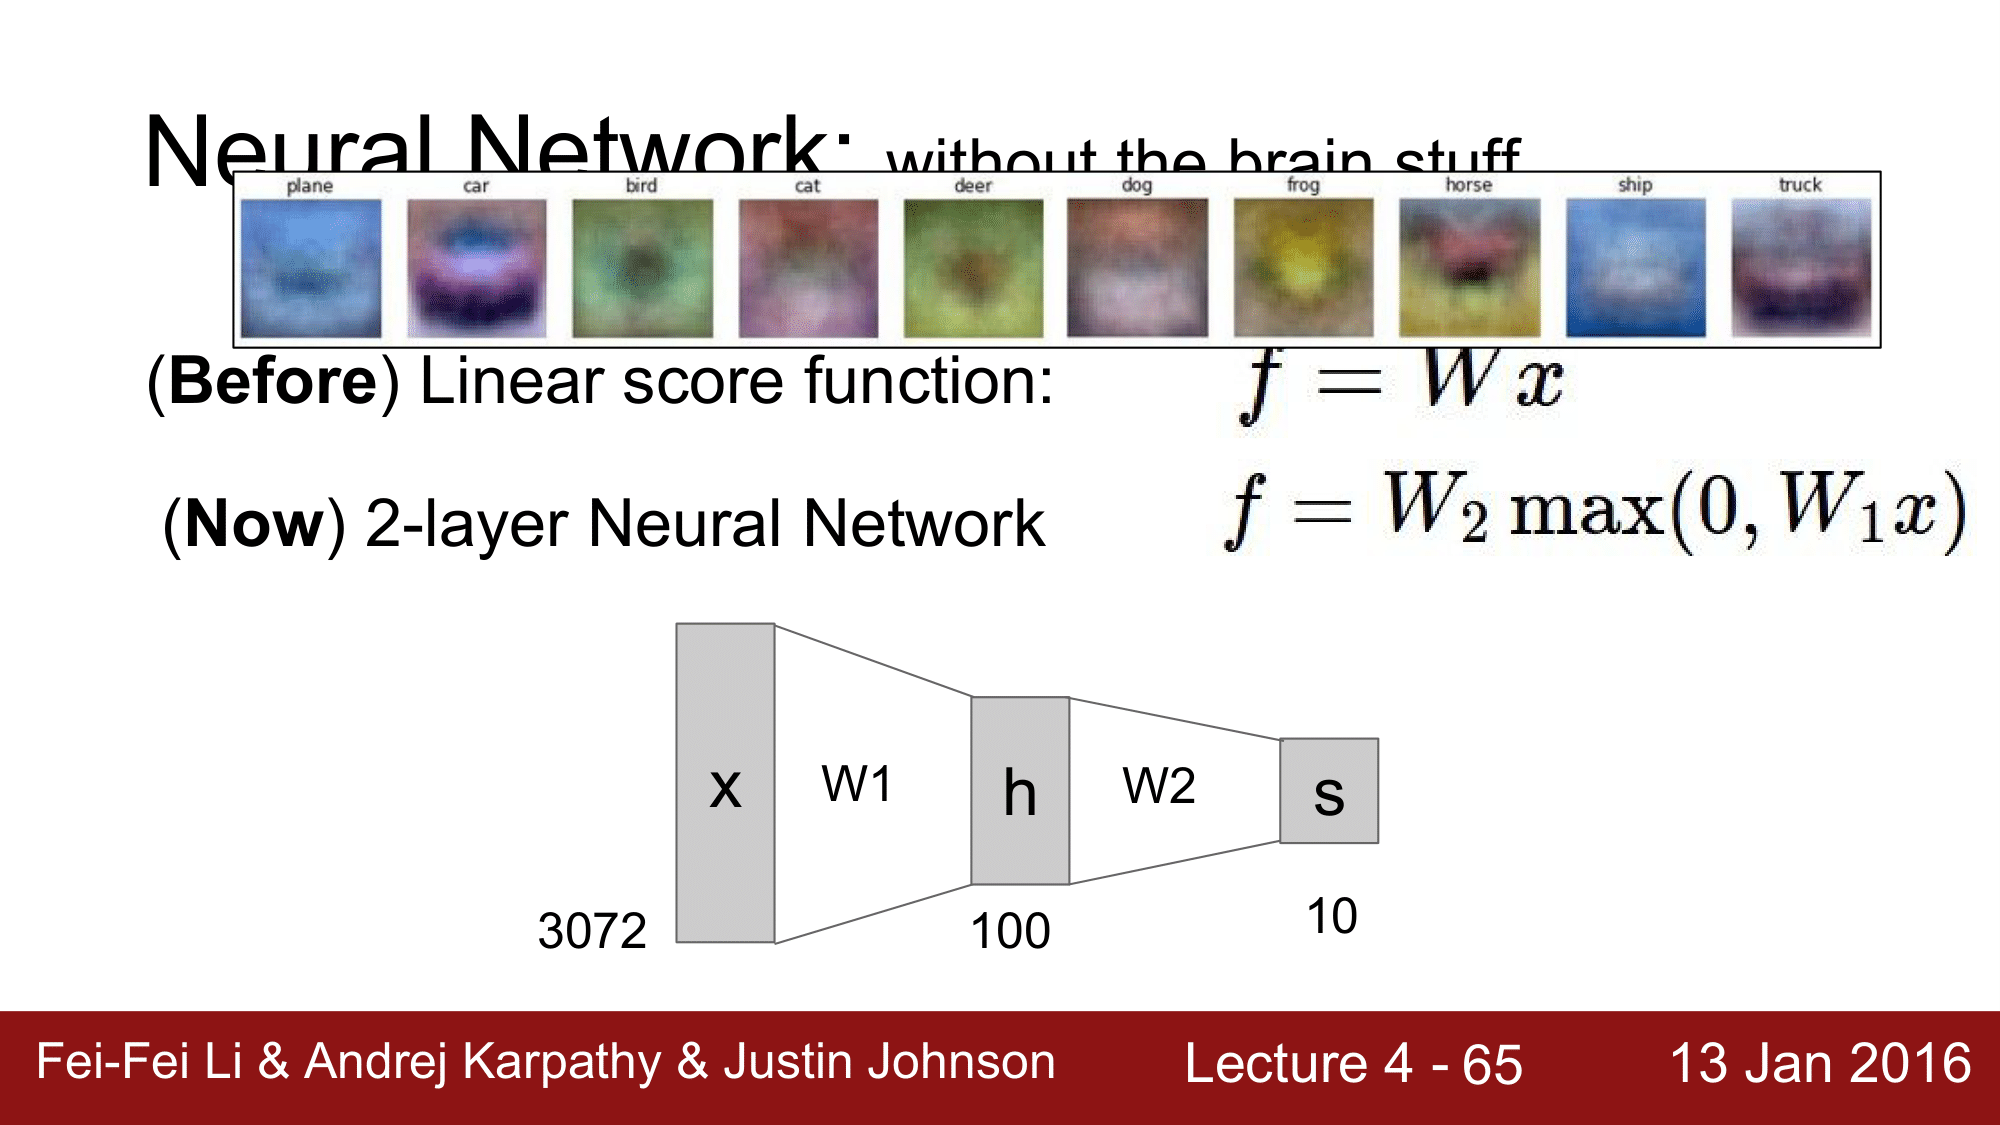 Neural Network: without the brain stuff
plane car bird cat deer dog frog horse ship truck
(Before) Linear score function: f = Wx
(Now) 2-layer Neural Network f = W₂ max(0, W₁x)
x W1 h W2 s
3072 100 10
Fei-Fei Li & Andrej Karpathy & Justin Johnson Lecture 4 - 65 13 Jan 2016